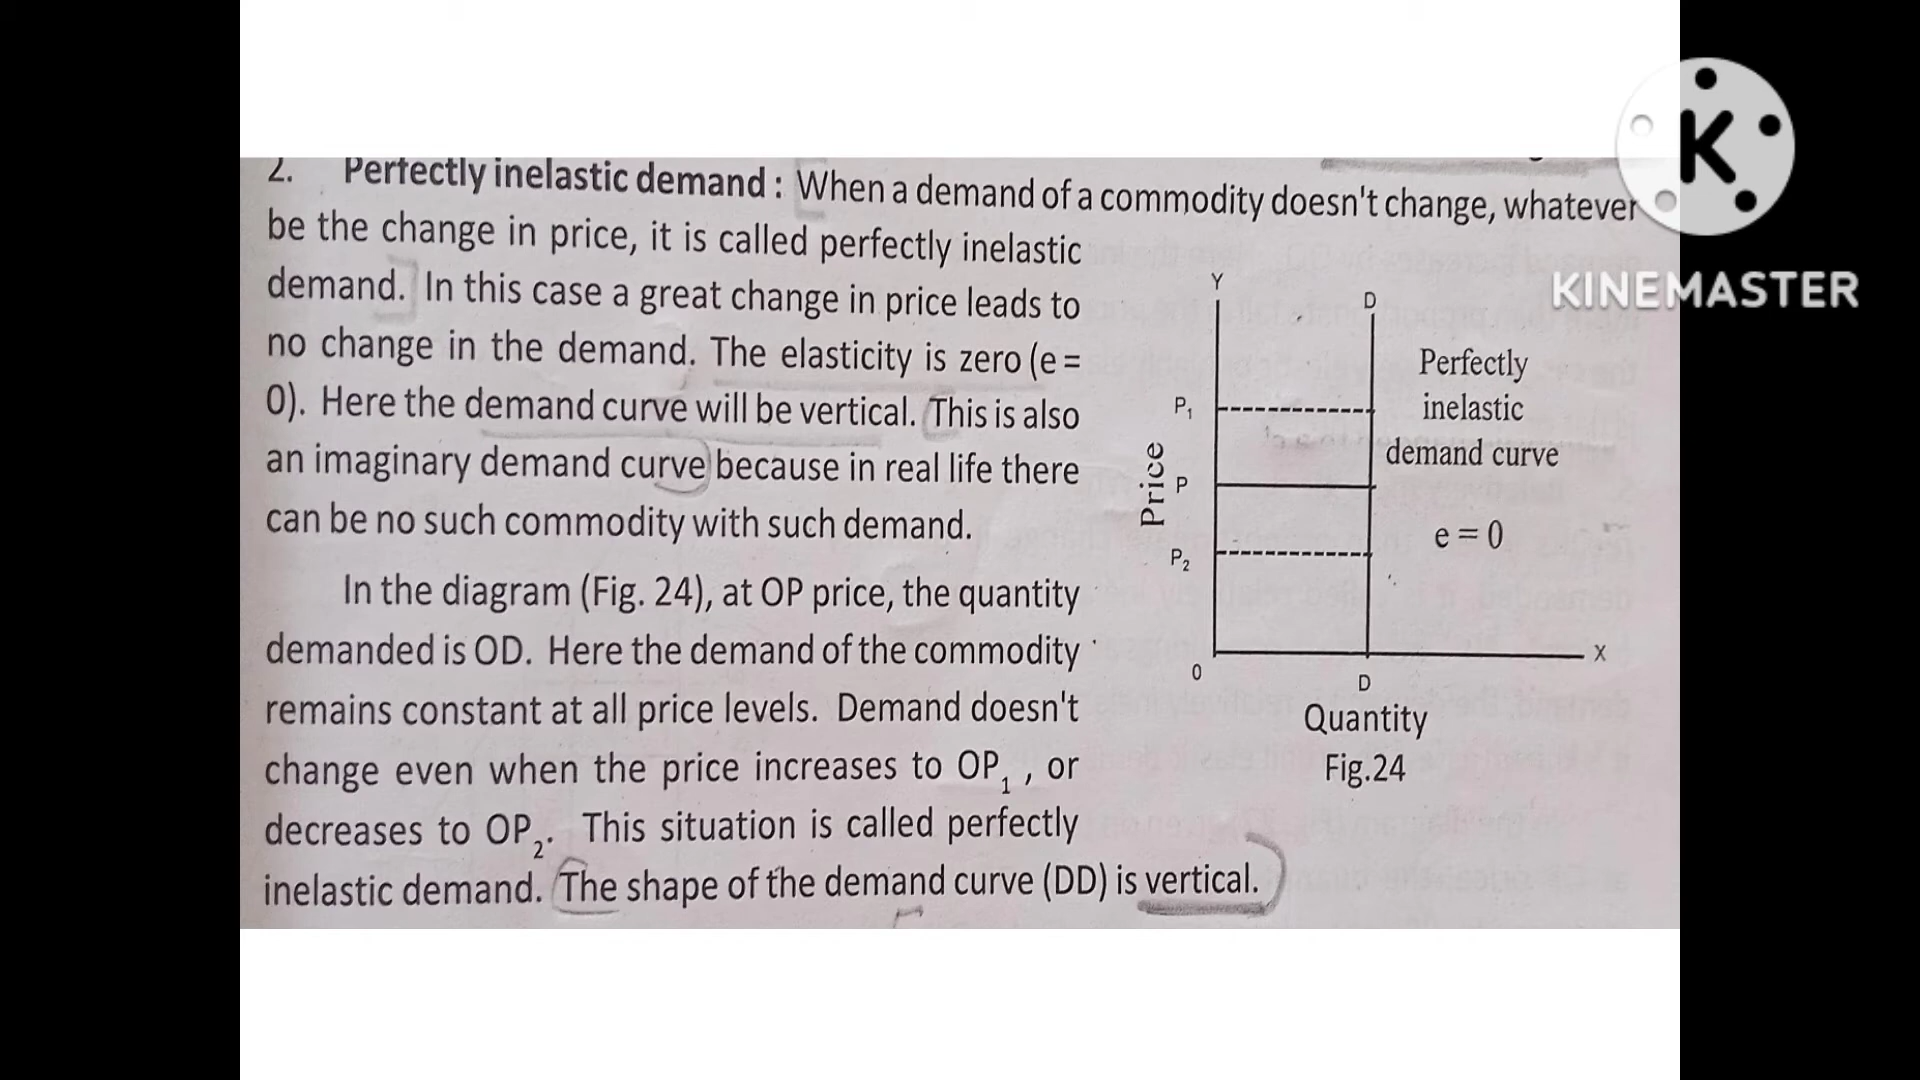 2. Perfectly inelastic demand : When a demand of a commodity doesn't change, whatever
be the change in price, it is called perfectly inelastic
demand. In this case a great change in price leads to
no change in the demand. The elasticity is zero (e =
0). Here the demand curve will be vertical. This is also
an imaginary demand curve because in real life there
can be no such commodity with such demand.
In the diagram (Fig. 24), at OP price, the quantity
demanded is OD. Here the demand of the commodity
remains constant at all price levels. Demand doesn't
change even when the price increases to OP₁ , or
decreases to OP₂. This situation is called perfectly
inelastic demand. The shape of the demand curve (DD) is vertical.
Y
D
Perfectly
inelastic
demand curve
P₁
Price
P
e = 0
P₂
X
0
D
Quantity
Fig.24
K
KINEMASTER